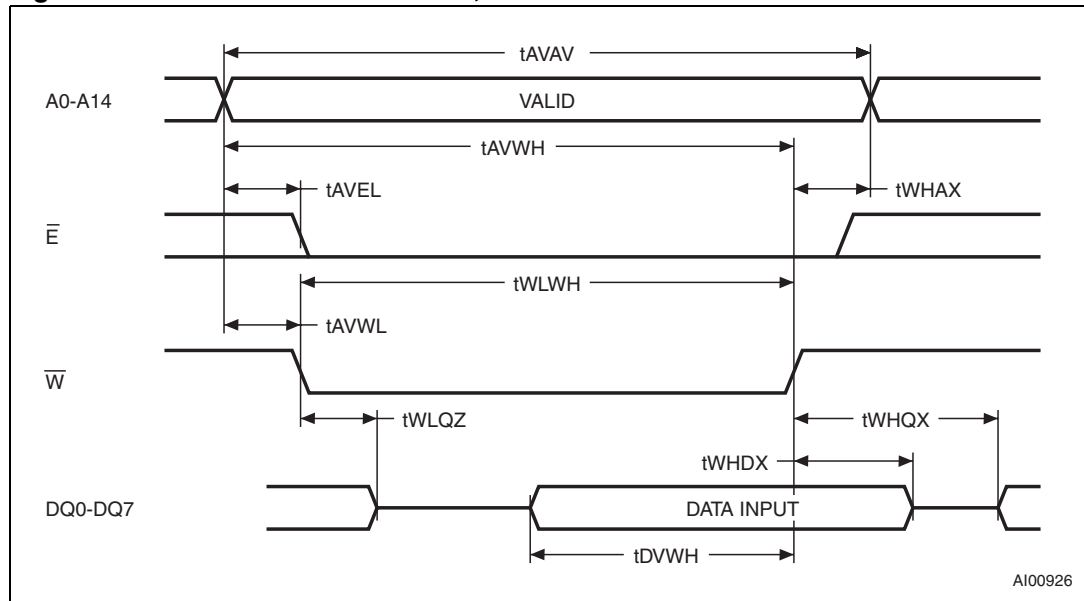 tAVAV
A0-A14
VALID
tAVWH
tAVEL
tWHAX
E̅
tWLWH
tAVWL
W̅
tWLQZ
tWHQX
tWHDX
DQ0-DQ7
DATA INPUT
tDVWH
AI00926